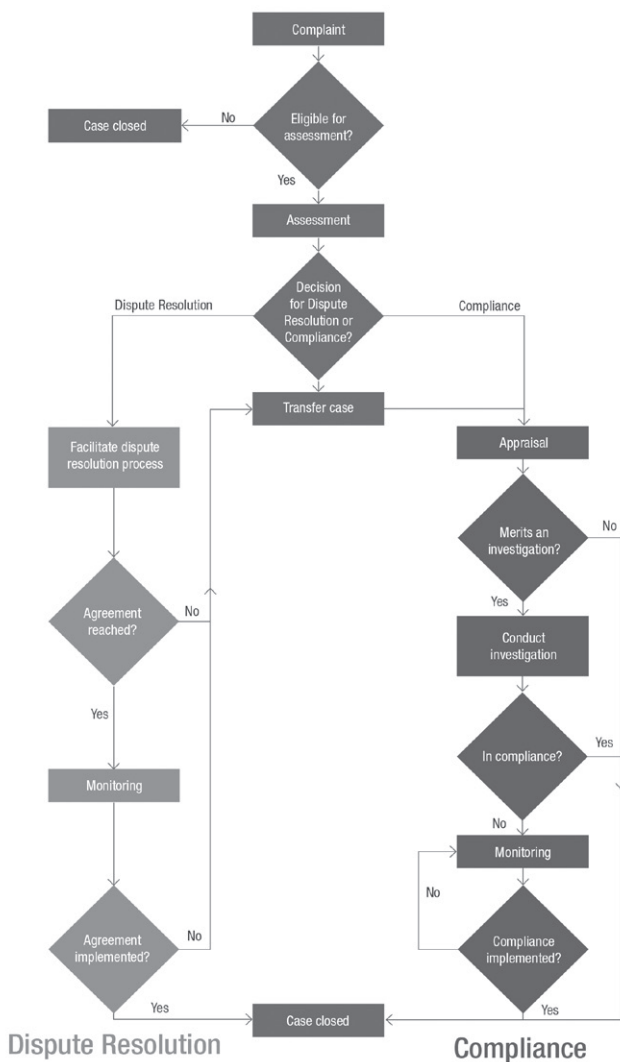 Complaint
No
Case closed
Eligible for
assessment?
Yes
Assessment
Decision
for Dispute
Resolution or
Compliance?
Dispute Resolution
Compliance
Transfer case
Facilitate dispute
resolution process
Appraisal
Merits an
investigation?
No
Yes
Agreement
reached?
No
Conduct
investigation
Yes
In compliance?
Yes
Monitoring
No
Monitoring
No
Agreement
implemented?
No
Compliance
implemented?
Yes
Case closed
Yes
Dispute Resolution
Compliance